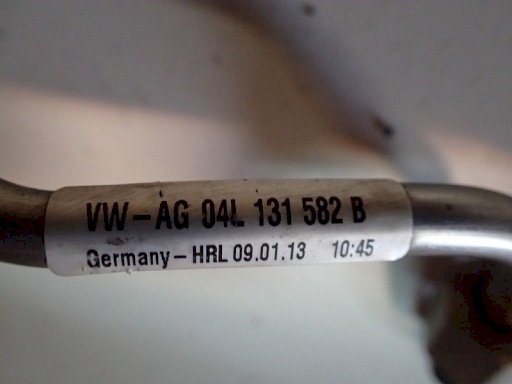 VW-AG 04L 131 582 B
Germany-HRL 09.01.13 10:45